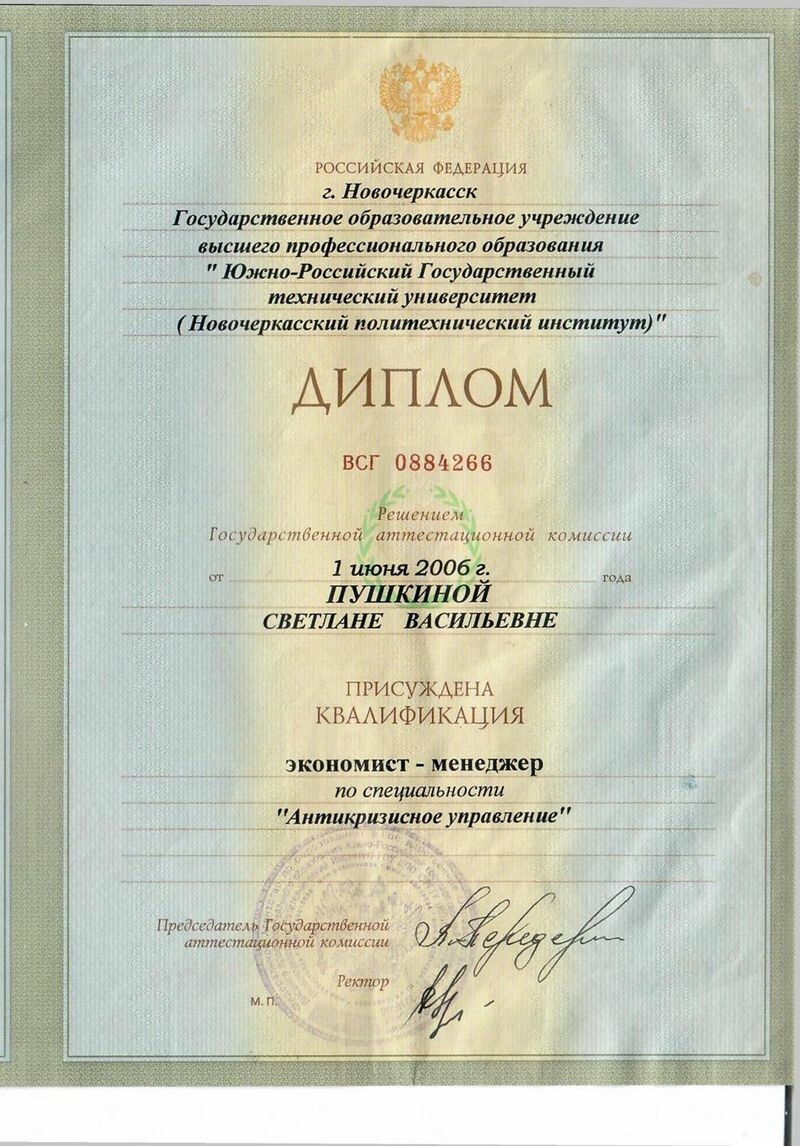 РОССИЙСКАЯ ФЕДЕРАЦИЯ
г. Новочеркасск
Государственное образовательное учреждение
высшего профессионального образования
" Южно-Российский Государственный
технический университет
( Новочеркасский политехнический институт)"
ДИПЛОМ
ВСГ 0884266
Решением
Государственной аттестационной комиссии
от 1 июня 2006 г. года
ПУШКИНОЙ
СВЕТЛАНЕ ВАСИЛЬЕВНЕ
ПРИСУЖДЕНА
КВАЛИФИКАЦИЯ
экономист - менеджер
по специальности
"Антикризисное управление"
Председатель Государственной
аттестационной комиссии
Ректор
М. П.